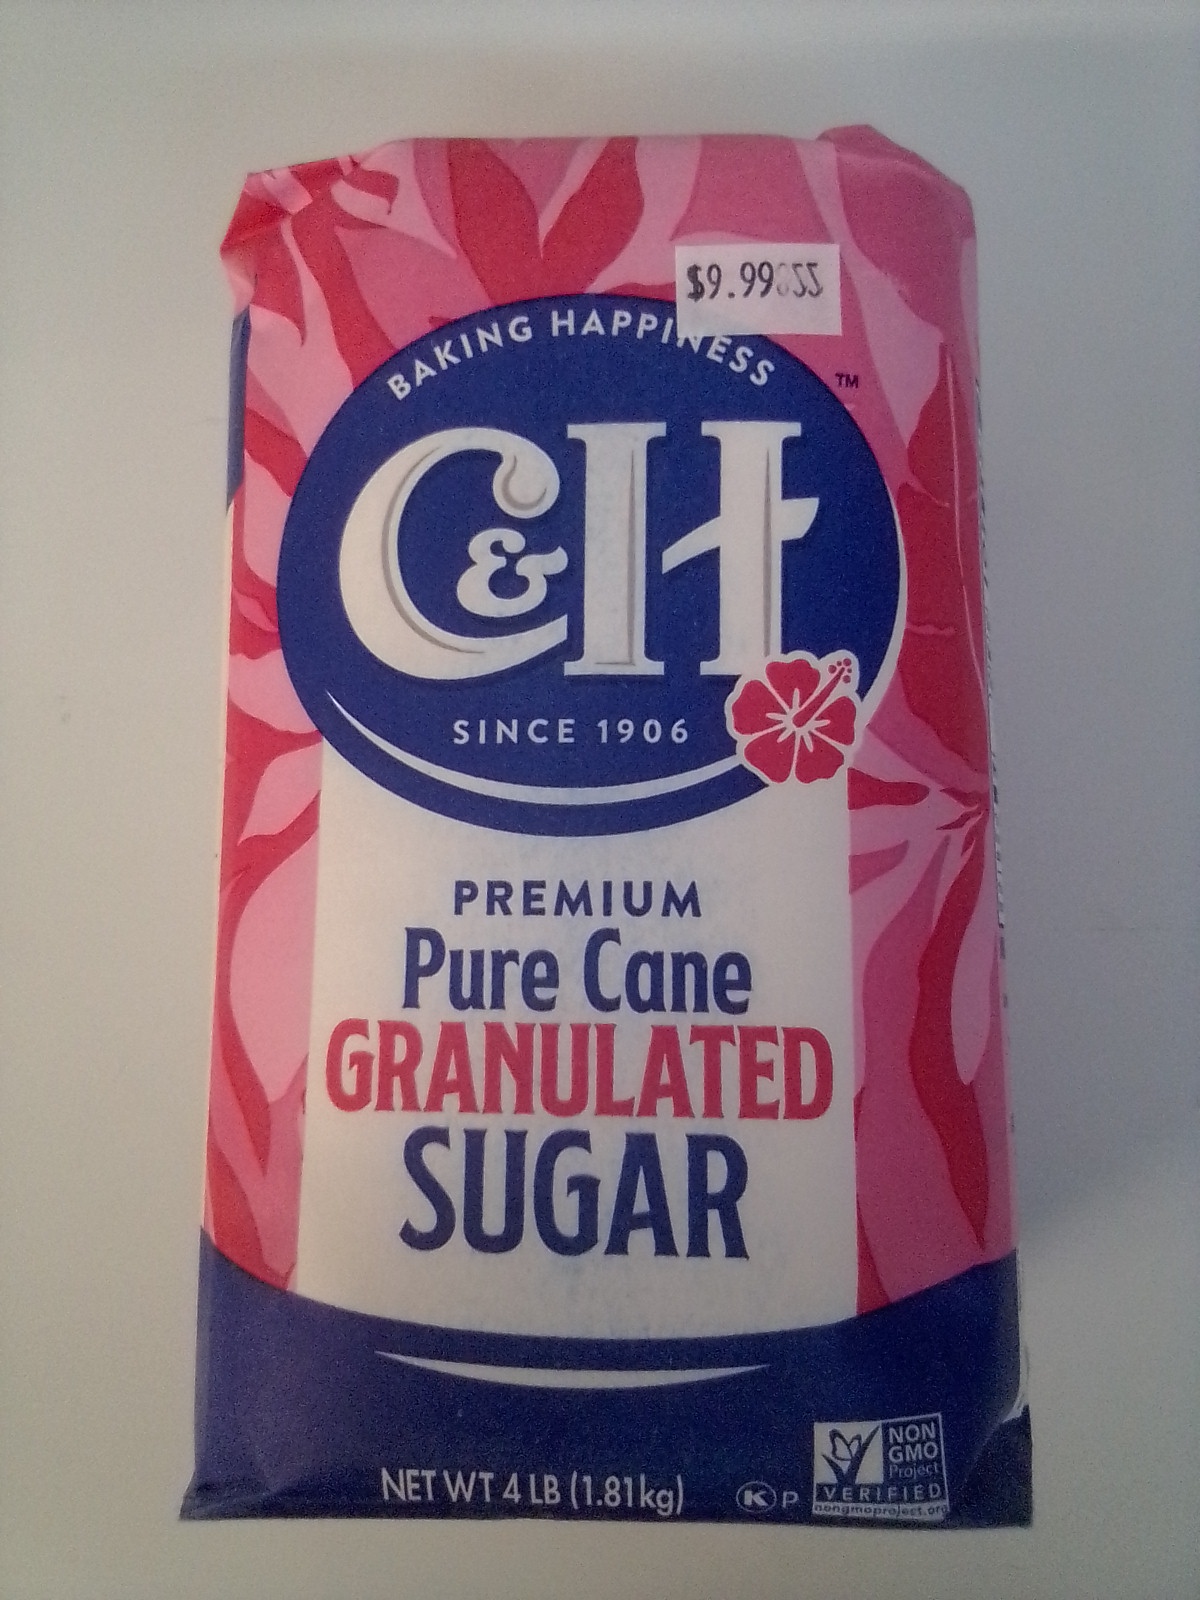 $9.99
BAKING HAPPINESS
TM
C&H
SINCE 1906
PREMIUM
Pure Cane
GRANULATED
SUGAR
NET WT 4 LB (1.81kg)
K P
NON
GMO
Project
VERIFIED
nongmoproject.org